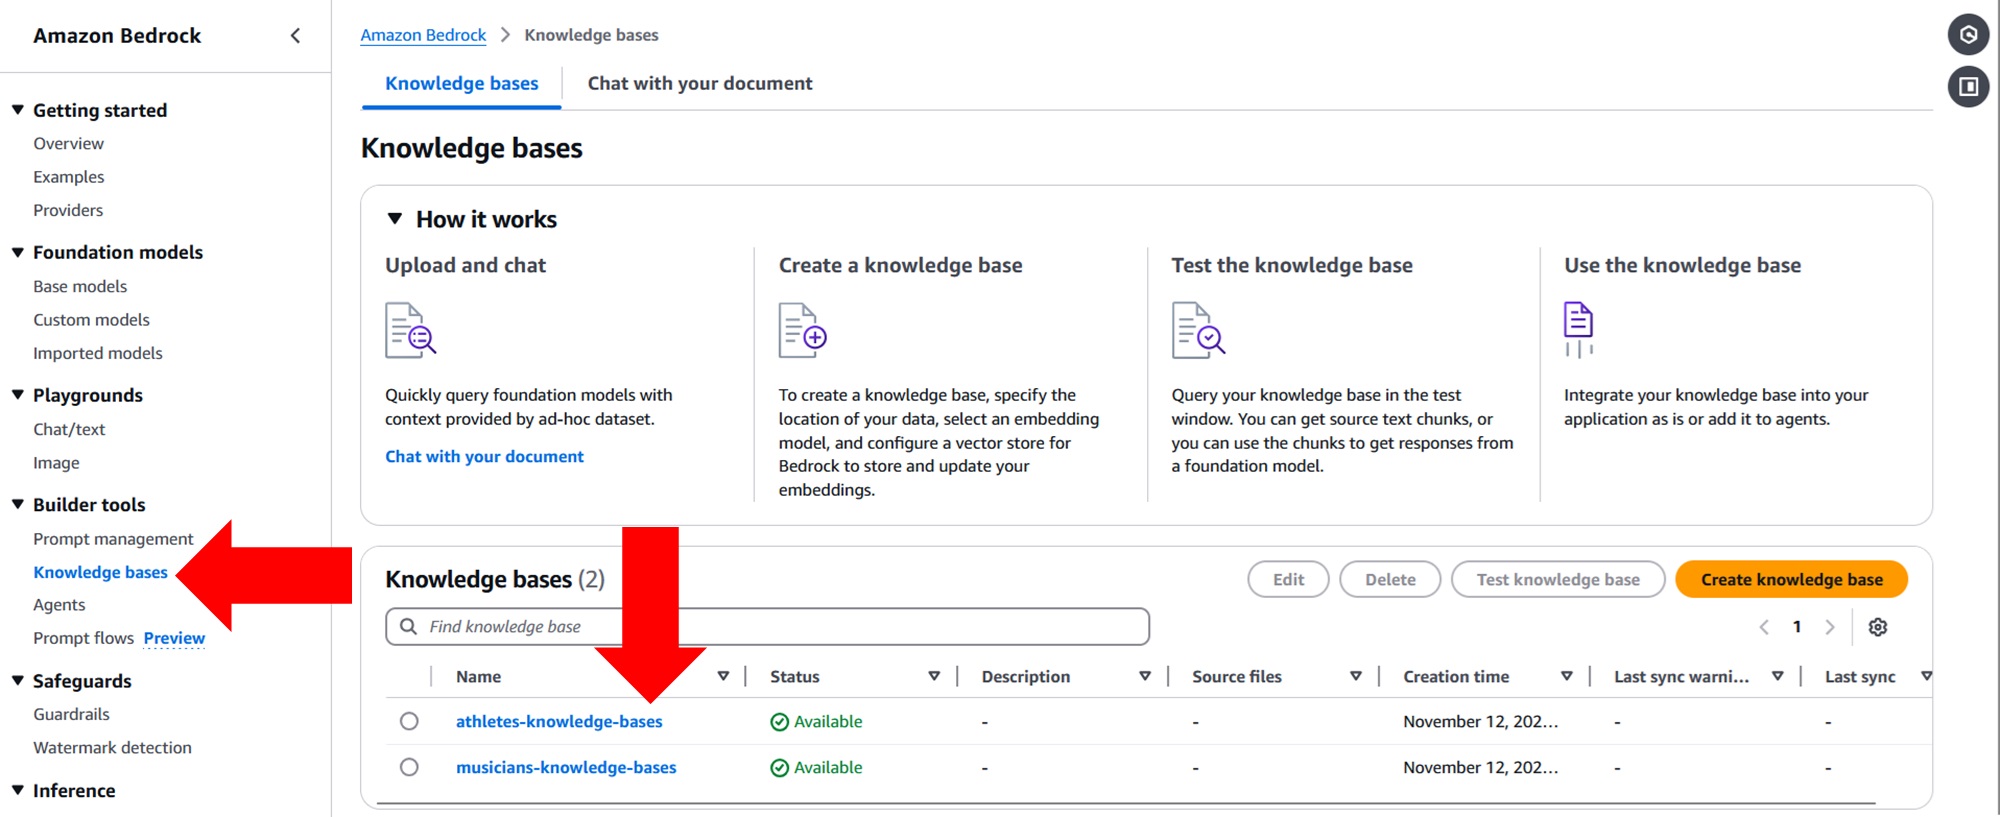 Amazon Bedrock
Getting started
Overview
Examples
Providers
Foundation models
Base models
Custom models
Imported models
Playgrounds
Chat/text
Image
Builder tools
Prompt management
Knowledge bases
Agents
Prompt flows Preview
Safeguards
Guardrails
Watermark detection
Inference
Amazon Bedrock > Knowledge bases
Knowledge bases
Chat with your document
Knowledge bases
How it works
Upload and chat
Quickly query foundation models with
context provided by ad-hoc dataset.
Chat with your document
Create a knowledge base
To create a knowledge base, specify the
location of your data, select an embedding
model, and configure a vector store for
Bedrock to store and update your
embeddings.
Test the knowledge base
Query your knowledge base in the test
window. You can get source text chunks, or
you can use the chunks to get responses from
a foundation model.
Use the knowledge base
Integrate your knowledge base into your
application as is or add it to agents.
Knowledge bases (2)
Edit
Delete
Test knowledge base
Create knowledge base
Find knowledge base
1
Name Status Description Source files Creation time Last sync warni... Last sync
athletes-knowledge-bases Available - - November 12, 202... - -
musicians-knowledge-bases Available - - November 12, 202... - -